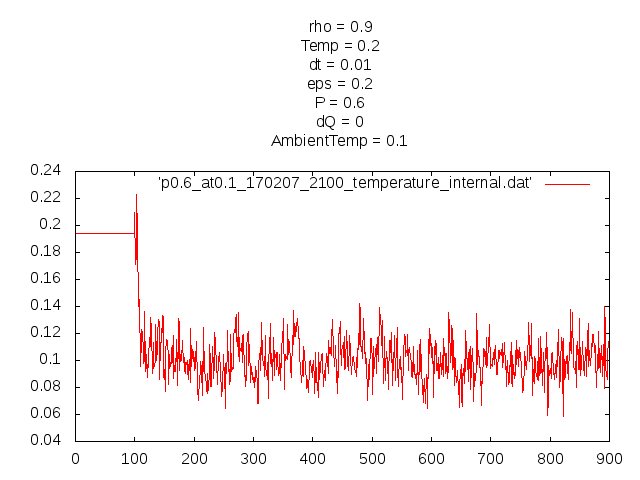 rho = 0.9
Temp = 0.2
dt = 0.01
eps = 0.2
P = 0.6
dQ = 0
AmbientTemp = 0.1
'p0.6_at0.1_170207_2100_temperature_internal.dat'
0.24
0.22
0.2
0.18
0.16
0.14
0.12
0.1
0.08
0.06
0.04
0 100 200 300 400 500 600 700 800 900